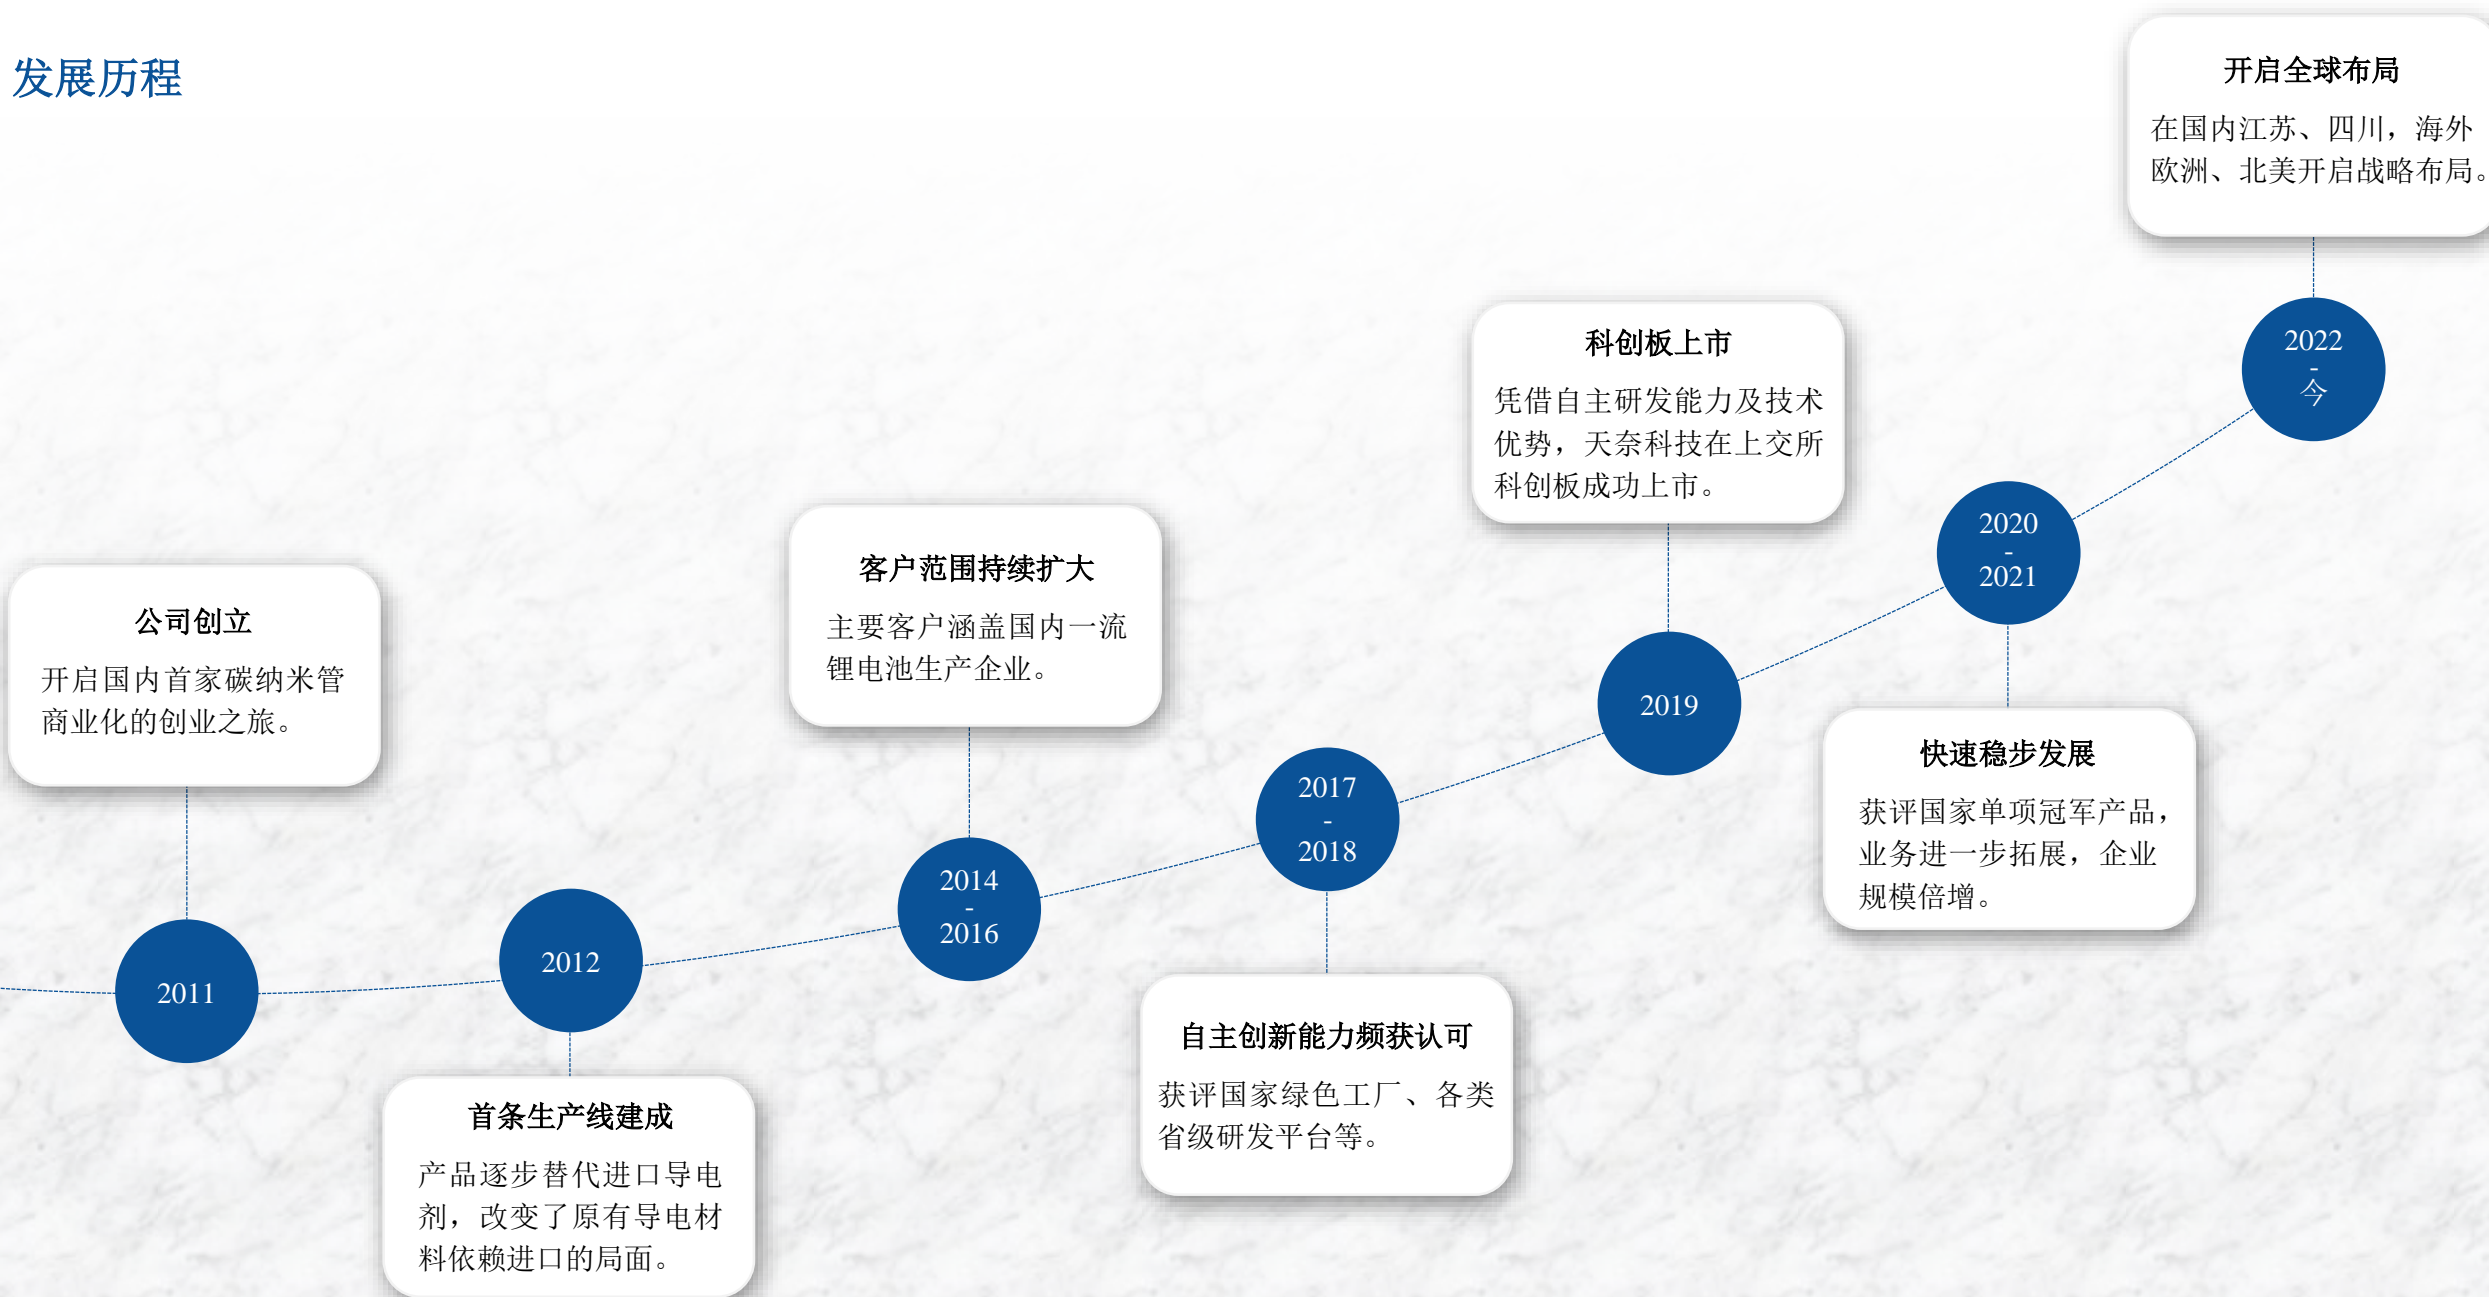 发展历程
公司创立
开启国内首家碳纳米管
商业化的创业之旅。
2011
2012
首条生产线建成
产品逐步替代进口导电
剂，改变了原有导电材
料依赖进口的局面。
客户范围持续扩大
主要客户涵盖国内一流
锂电池生产企业。
2014
-
2016
2017
-
2018
自主创新能力频获认可
获评国家绿色工厂、各类
省级研发平台等。
科创板上市
凭借自主研发能力及技术
优势，天奈科技在上交所
科创板成功上市。
2019
2020
-
2021
快速稳步发展
获评国家单项冠军产品，
业务进一步拓展，企业
规模倍增。
开启全球布局
在国内江苏、四川，海外
欧洲、北美开启战略布局。
2022
-
今